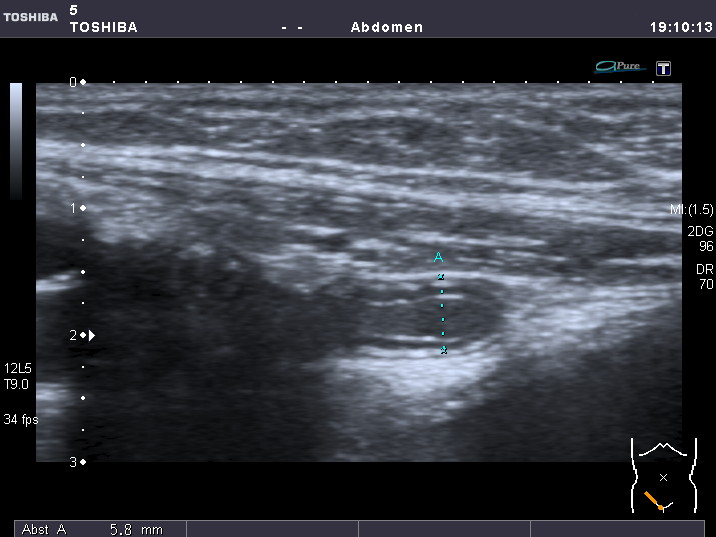 TOSHIBA
5
TOSHIBA - - Abdomen 19:10:13
Pure T
0
1
MI:(1.5)
2DG
96
DR
70
A
2
12L5
T9.0
34 fps
3
Abst A 5.8 mm